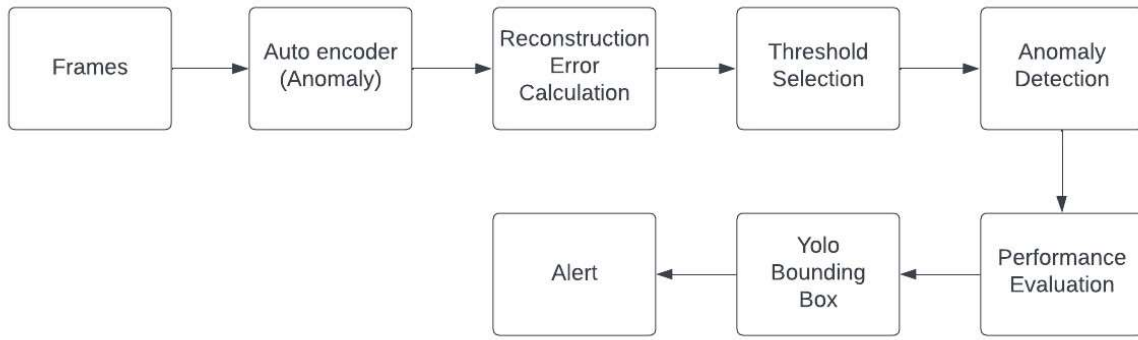 Frames
Auto encoder
(Anomaly)
Reconstruction
Error
Calculation
Threshold
Selection
Anomaly
Detection
Performance
Evaluation
Yolo
Bounding
Box
Alert